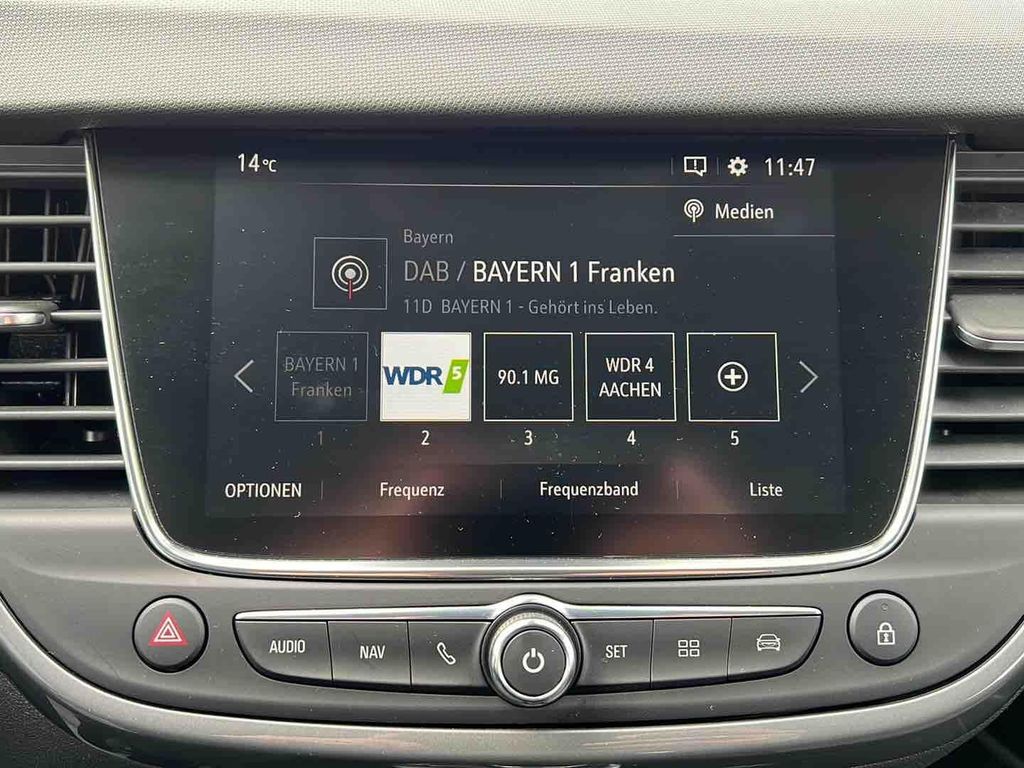 14°C
11:47
Medien
Bayern
DAB / BAYERN 1 Franken
11D BAYERN 1 - Gehört ins Leben.
BAYERN 1
Franken
WDR 5
90.1 MG
WDR 4
AACHEN
1 2 3 4 5
OPTIONEN Frequenz Frequenzband Liste
AUDIO NAV SET